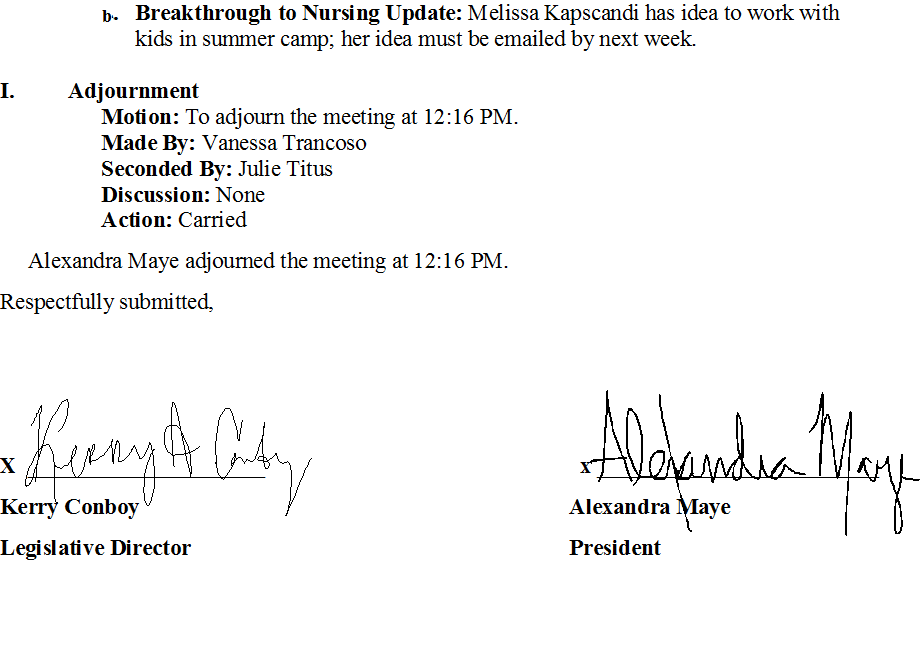 b. Breakthrough to Nursing Update: Melissa Kapscandi has idea to work with
kids in summer camp; her idea must be emailed by next week.
I. Adjournment
Motion: To adjourn the meeting at 12:16 PM.
Made By: Vanessa Trancoso
Seconded By: Julie Titus
Discussion: None
Action: Carried
Alexandra Maye adjourned the meeting at 12:16 PM.
Respectfully submitted,
X Kerry A Conboy
x Alexandra Maye
Kerry Conboy
Alexandra Maye
Legislative Director
President